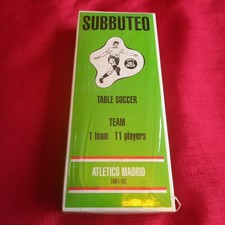 SUBBUTEO
TABLE SOCCER
TEAM
1 team 11 players
ATLETICO MADRID